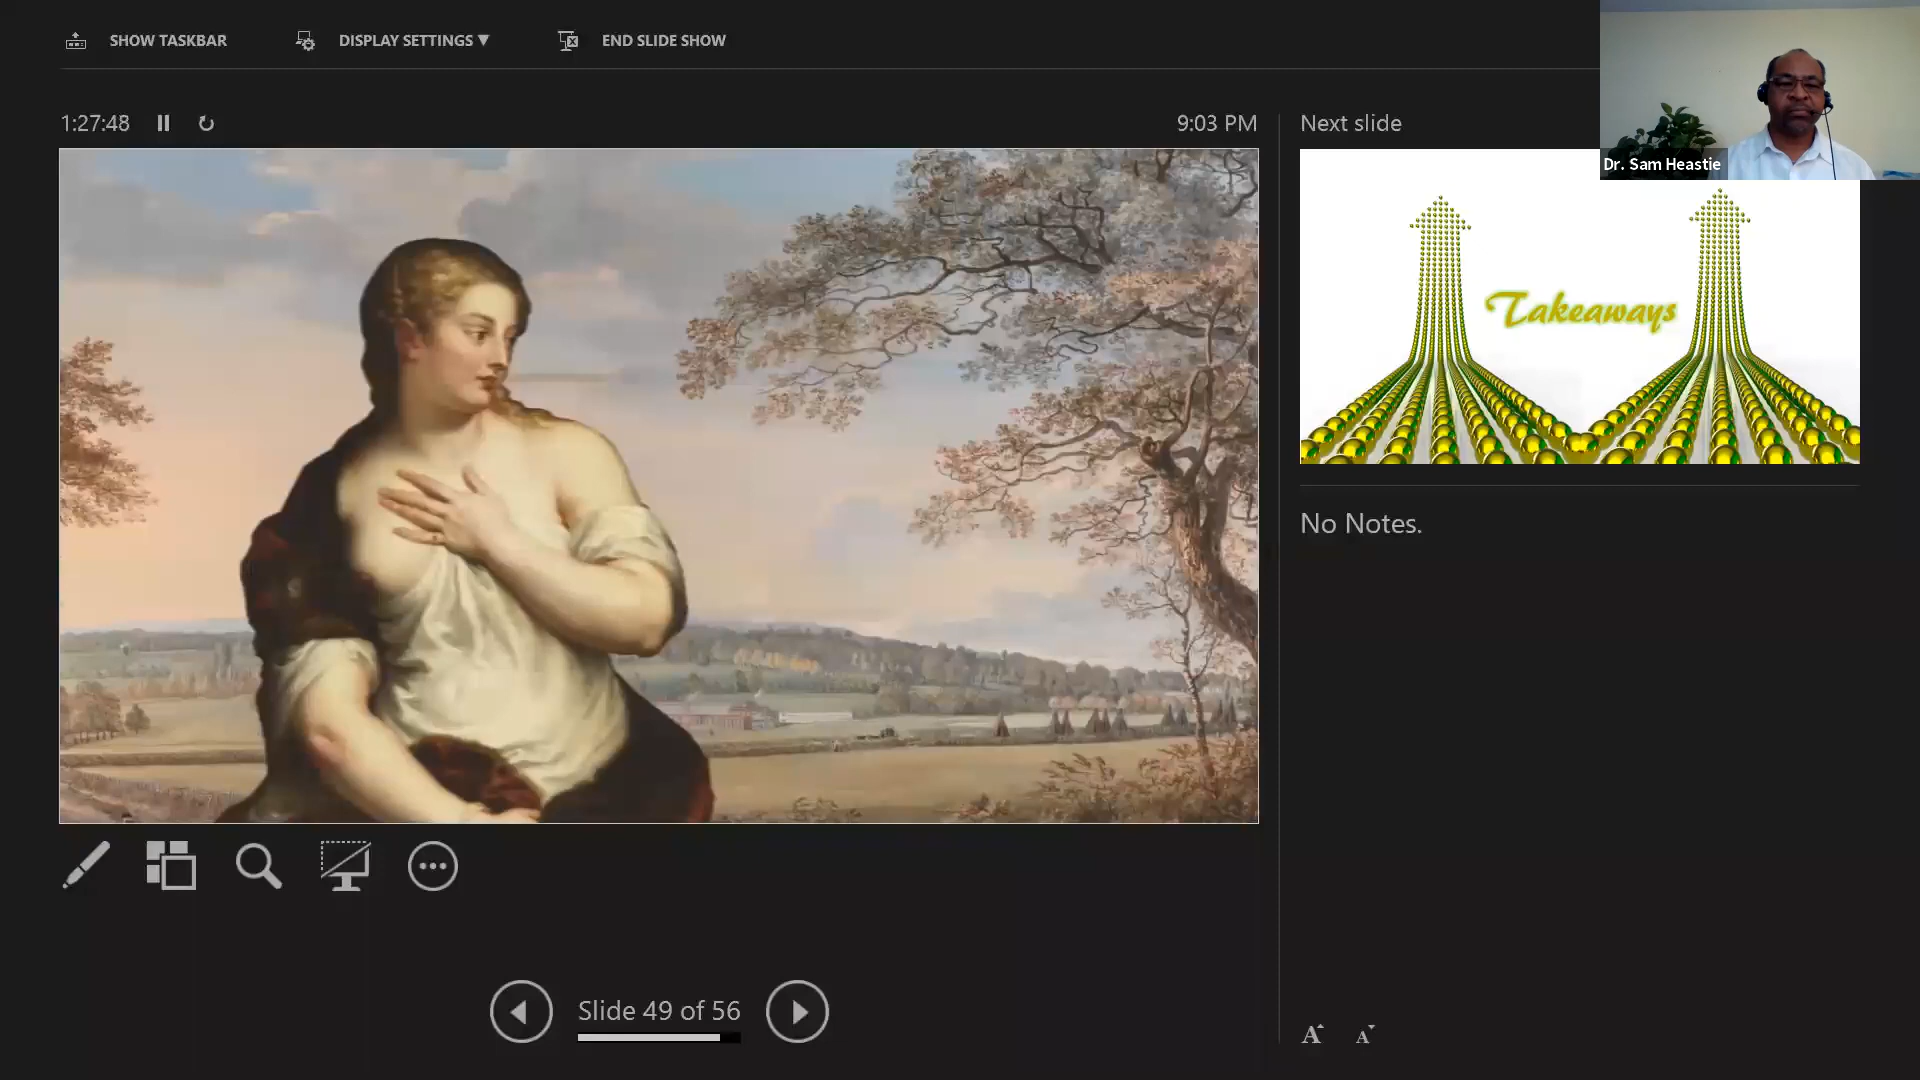 SHOW TASKBAR
DISPLAY SETTINGS ▼
END SLIDE SHOW
1:27:48
9:03 PM
Next slide
Dr. Sam Heastie
Takeaways
No Notes.
Slide 49 of 56
A A